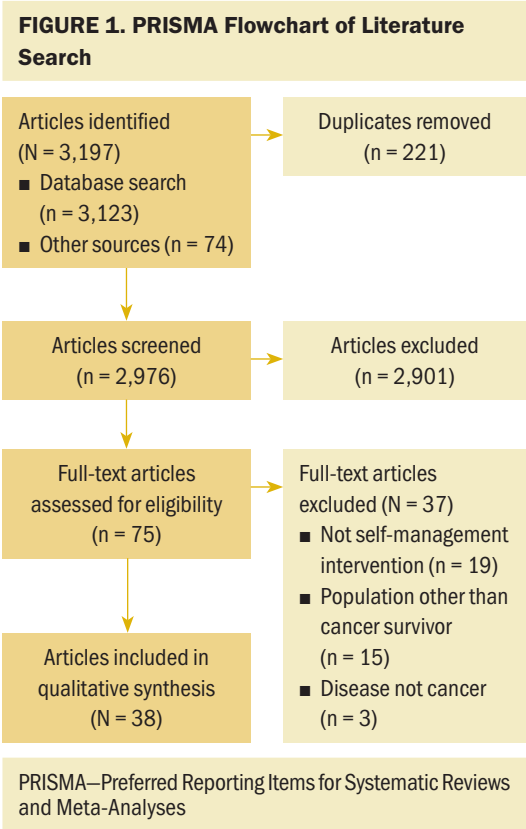 FIGURE 1. PRISMA Flowchart of Literature
Search
Articles identified
(N = 3,197)
■ Database search
(n = 3,123)
■ Other sources (n = 74)
Duplicates removed
(n = 221)
Articles screened
(n = 2,976)
Articles excluded
(n = 2,901)
Full-text articles
assessed for eligibility
(n = 75)
Full-text articles
excluded (N = 37)
■ Not self-management
intervention (n = 19)
■ Population other than
cancer survivor
(n = 15)
■ Disease not cancer
(n = 3)
Articles included in
qualitative synthesis
(N = 38)
PRISMA—Preferred Reporting Items for Systematic Reviews
and Meta-Analyses